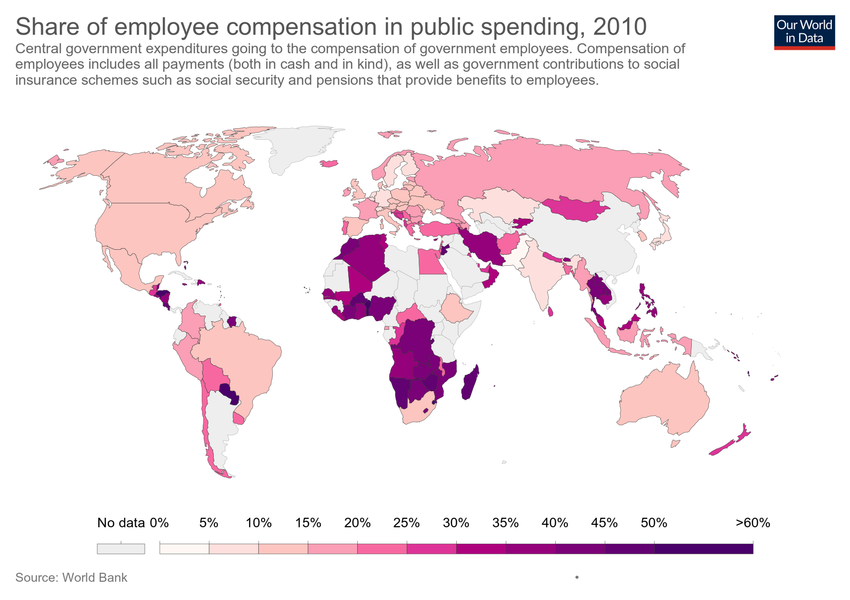 Share of employee compensation in public spending, 2010
Our World
in Data
Central government expenditures going to the compensation of government employees. Compensation of
employees includes all payments (both in cash and in kind), as well as government contributions to social
insurance schemes such as social security and pensions that provide benefits to employees.
No data 0% 5% 10% 15% 20% 25% 30% 35% 40% 45% 50% >60%
Source: World Bank